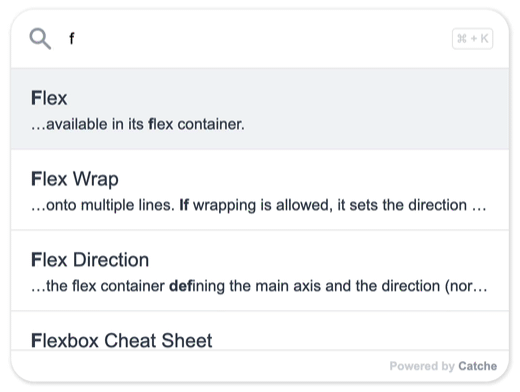 f
⌘ + K
Flex
…available in its flex container.
Flex Wrap
…onto multiple lines. If wrapping is allowed, it sets the direction …
Flex Direction
…the flex container defining the main axis and the direction (nor…
Flexbox Cheat Sheet
Powered by Catche